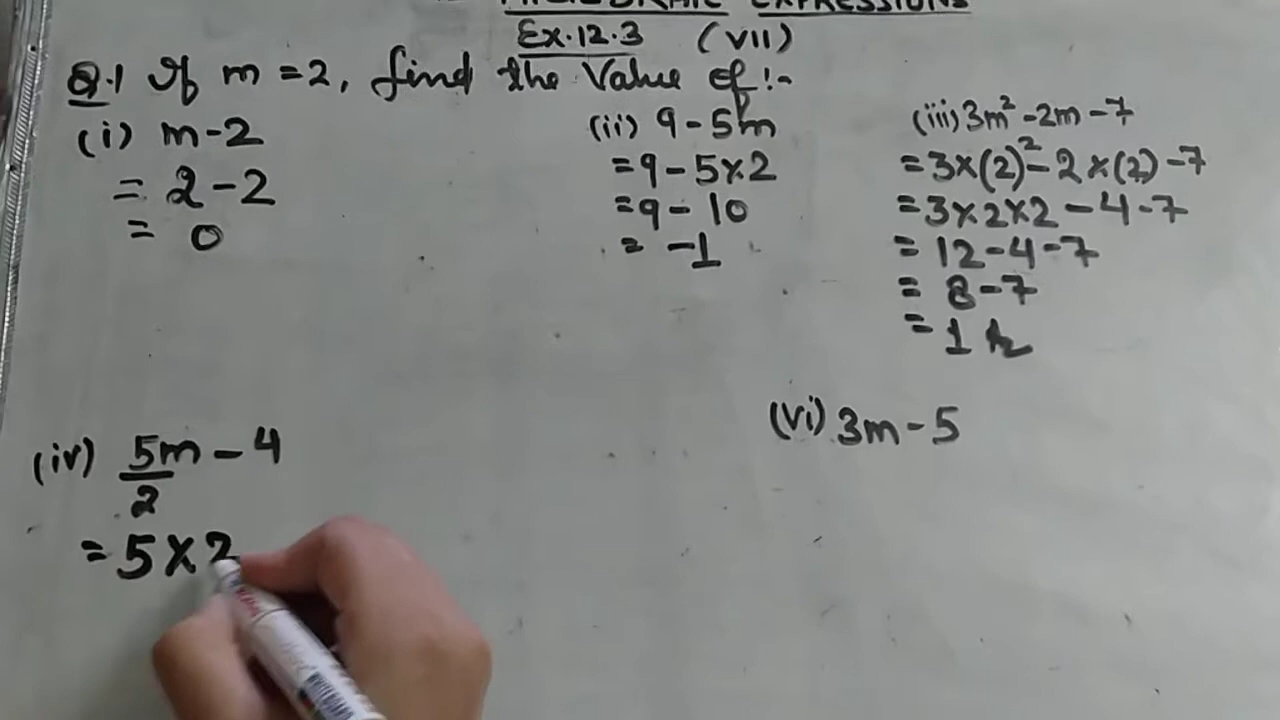 EXPRESSIONS
Ex.12.3 (VII)
Q.1 If m = 2, find the Value of :-
(i) m - 2
= 2 - 2
= 0
(ii) 9 - 5m
= 9 - 5×2
= 9 - 10
= -1
(iii) 3m² - 2m - 7
= 3×(2)² - 2×(2) - 7
= 3×2×2 - 4 - 7
= 12 - 4 - 7
= 8 - 7
= 1
(iv) 5m/2 - 4
= 5×2
(vi) 3m - 5